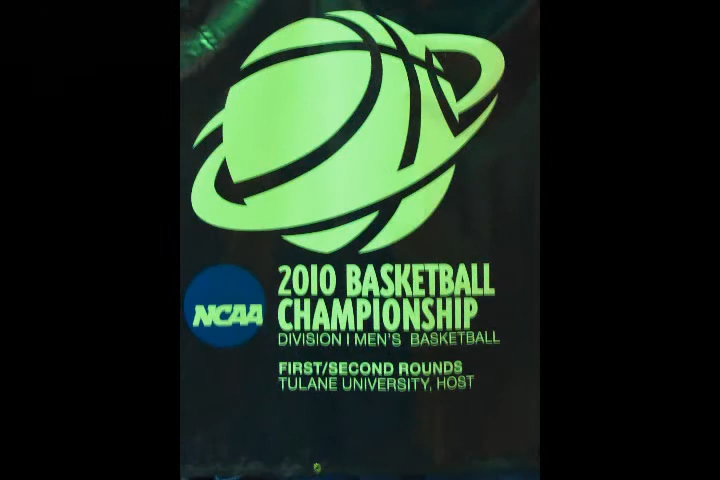 NCAA
2010 BASKETBALL
CHAMPIONSHIP
DIVISION I MEN'S BASKETBALL
FIRST/SECOND ROUNDS
TULANE UNIVERSITY, HOST